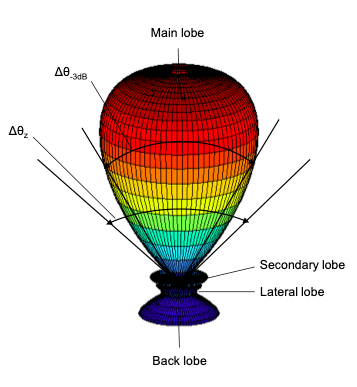 Main lobe
Δθ-3dB
Δθz
Secondary lobe
Lateral lobe
Back lobe